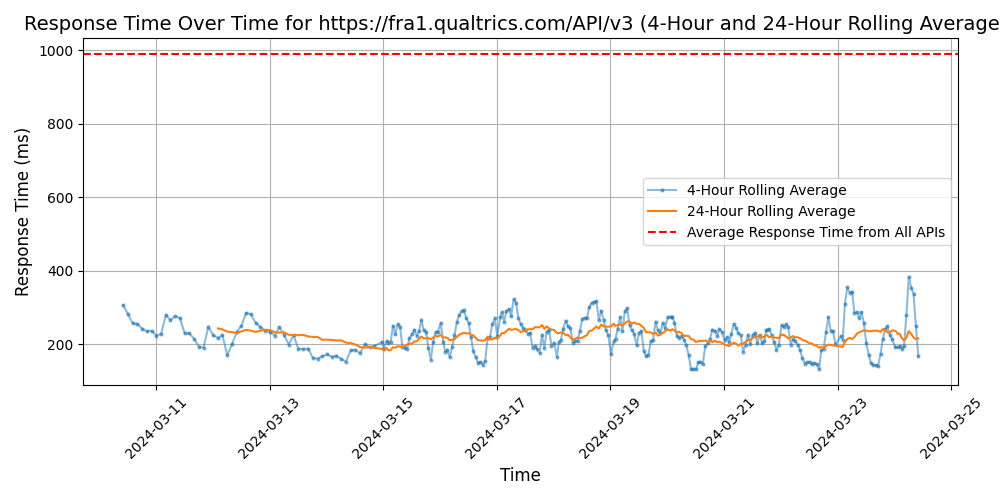 Response Time Over Time for https://fra1.qualtrics.com/API/v3 (4-Hour and 24-Hour Rolling Average
1000
800
600
400
200
Response Time (ms)
4-Hour Rolling Average
24-Hour Rolling Average
Average Response Time from All APIs
2024-03-11
2024-03-13
2024-03-15
2024-03-17
2024-03-19
2024-03-21
2024-03-23
2024-03-25
Time